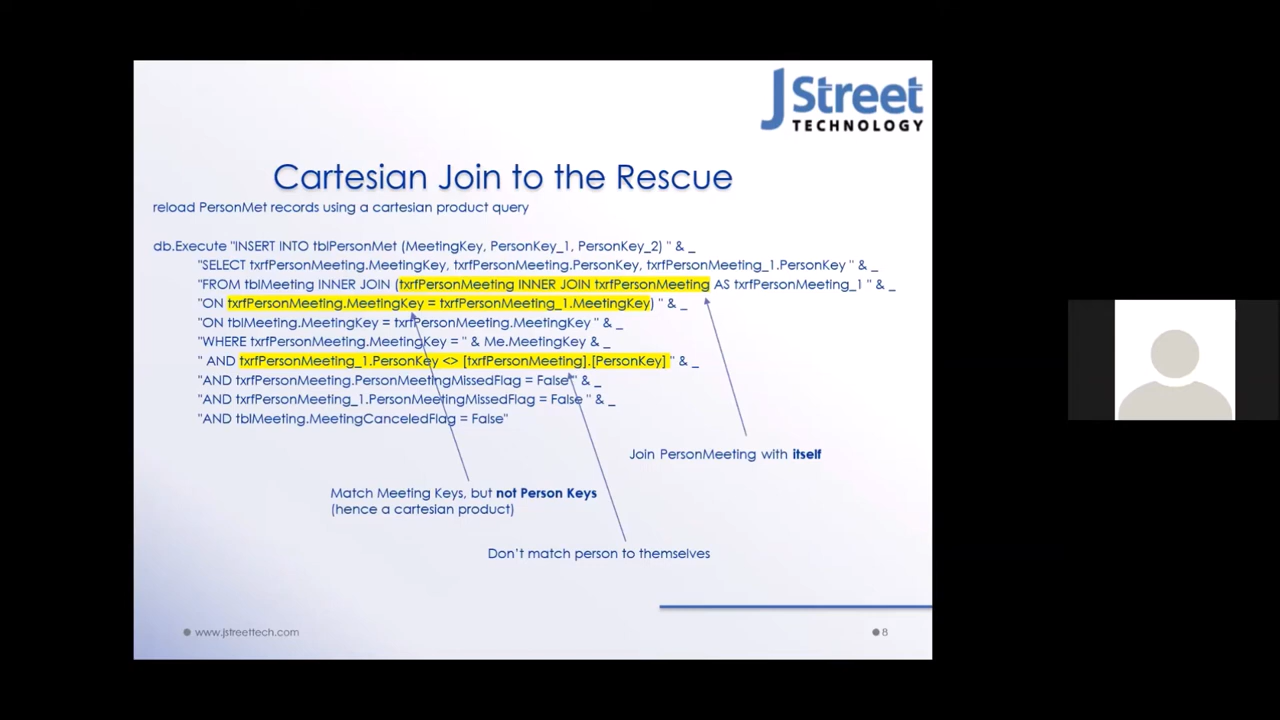 J Street
TECHNOLOGY
Cartesian Join to the Rescue
reload PersonMet records using a cartesian product query
db.Execute "INSERT INTO tblPersonMet (MeetingKey, PersonKey_1, PersonKey_2) " & _
"SELECT txrfPersonMeeting.MeetingKey, txrfPersonMeeting.PersonKey, txrfPersonMeeting_1.PersonKey " & _
"FROM tblMeeting INNER JOIN (txrfPersonMeeting INNER JOIN txrfPersonMeeting AS txrfPersonMeeting_1 " & _
"ON txrfPersonMeeting.MeetingKey = txrfPersonMeeting_1.MeetingKey) " & _
"ON tblMeeting.MeetingKey = txrfPersonMeeting.MeetingKey " & _
"WHERE txrfPersonMeeting.MeetingKey = " & Me.MeetingKey & _
" AND txrfPersonMeeting_1.PersonKey <> [txrfPersonMeeting].[PersonKey] " & _
"AND txrfPersonMeeting.PersonMeetingMissedFlag = False" & _
"AND txrfPersonMeeting_1.PersonMeetingMissedFlag = False " & _
"AND tblMeeting.MeetingCanceledFlag = False"
Join PersonMeeting with itself
Match Meeting Keys, but not Person Keys
(hence a cartesian product)
Don't match person to themselves
www.jstreettech.com
8